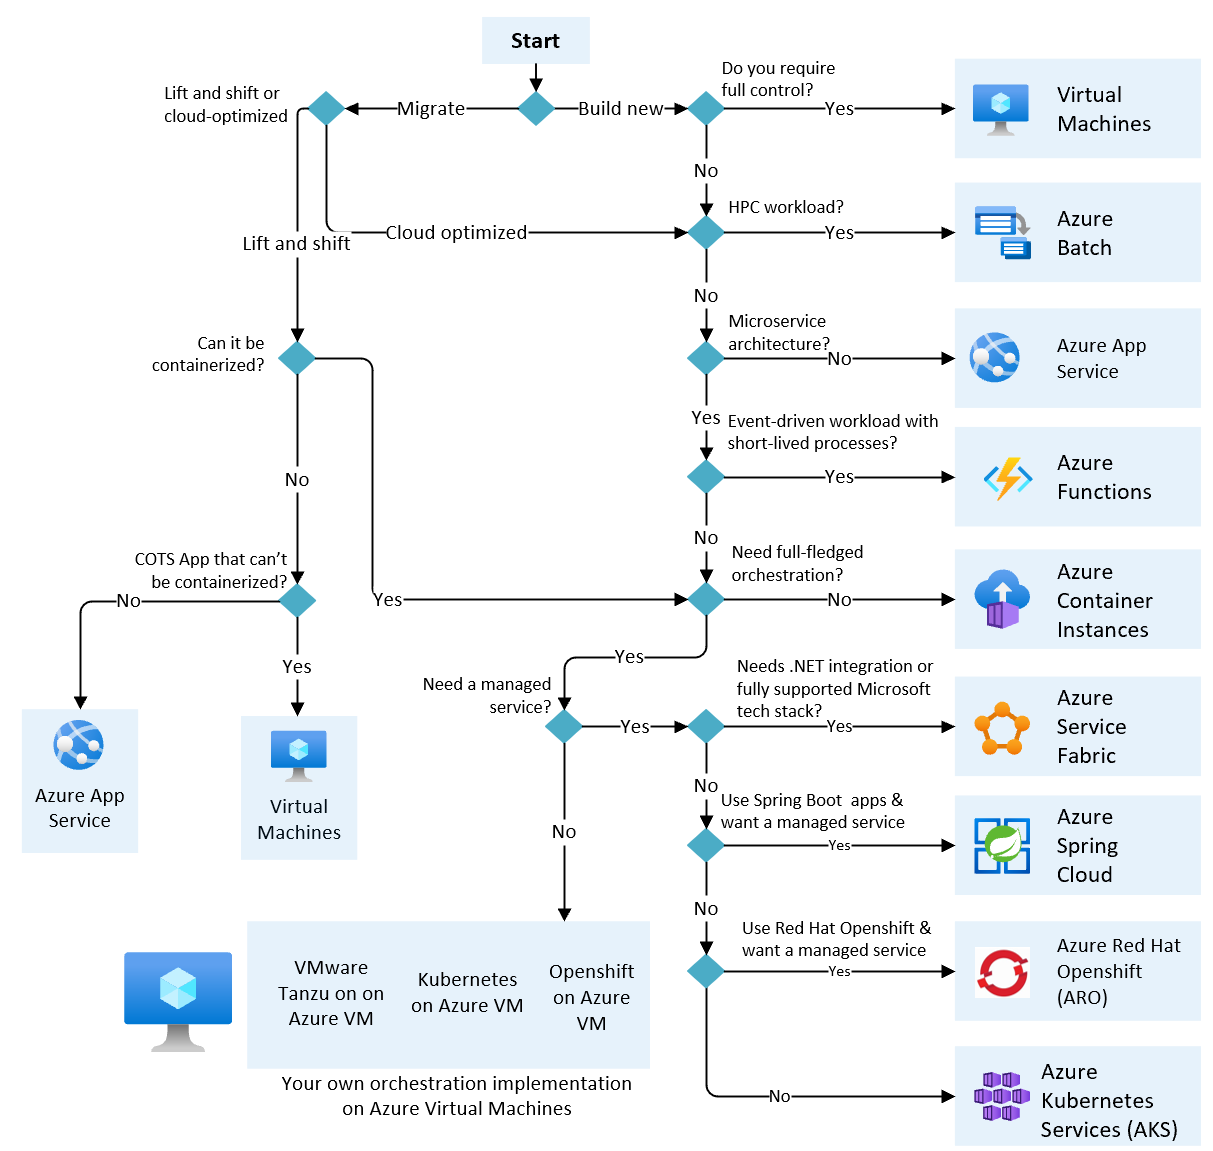 Start
Do you require
full control?
Lift and shift or
cloud-optimized
Migrate
Build new
Yes
Virtual
Machines
No
HPC workload?
Lift and shift
Cloud optimized
Yes
Azure
Batch
No
Microservice
architecture?
No
Azure App
Service
Can it be
containerized?
Yes
Event-driven workload with
short-lived processes?
Yes
Azure
Functions
No
No
Need full-fledged
orchestration?
COTS App that can’t
be containerized?
No
Yes
No
Azure
Container
Instances
Yes
Yes
Need a managed
service?
Yes
Needs .NET integration or
fully supported Microsoft
tech stack?
Yes
Azure
Service
Fabric
Azure App
Service
Virtual
Machines
No
No
Use Spring Boot  apps &
want a managed service
Yes
Azure
Spring
Cloud
No
Use Red Hat Openshift &
want a managed service
Yes
Azure Red Hat
Openshift
(ARO)
VMware
Tanzu on on
Azure VM
Kubernetes
on Azure VM
Openshift
on Azure
VM
Your own orchestration implementation
on Azure Virtual Machines
No
Azure
Kubernetes
Services (AKS)